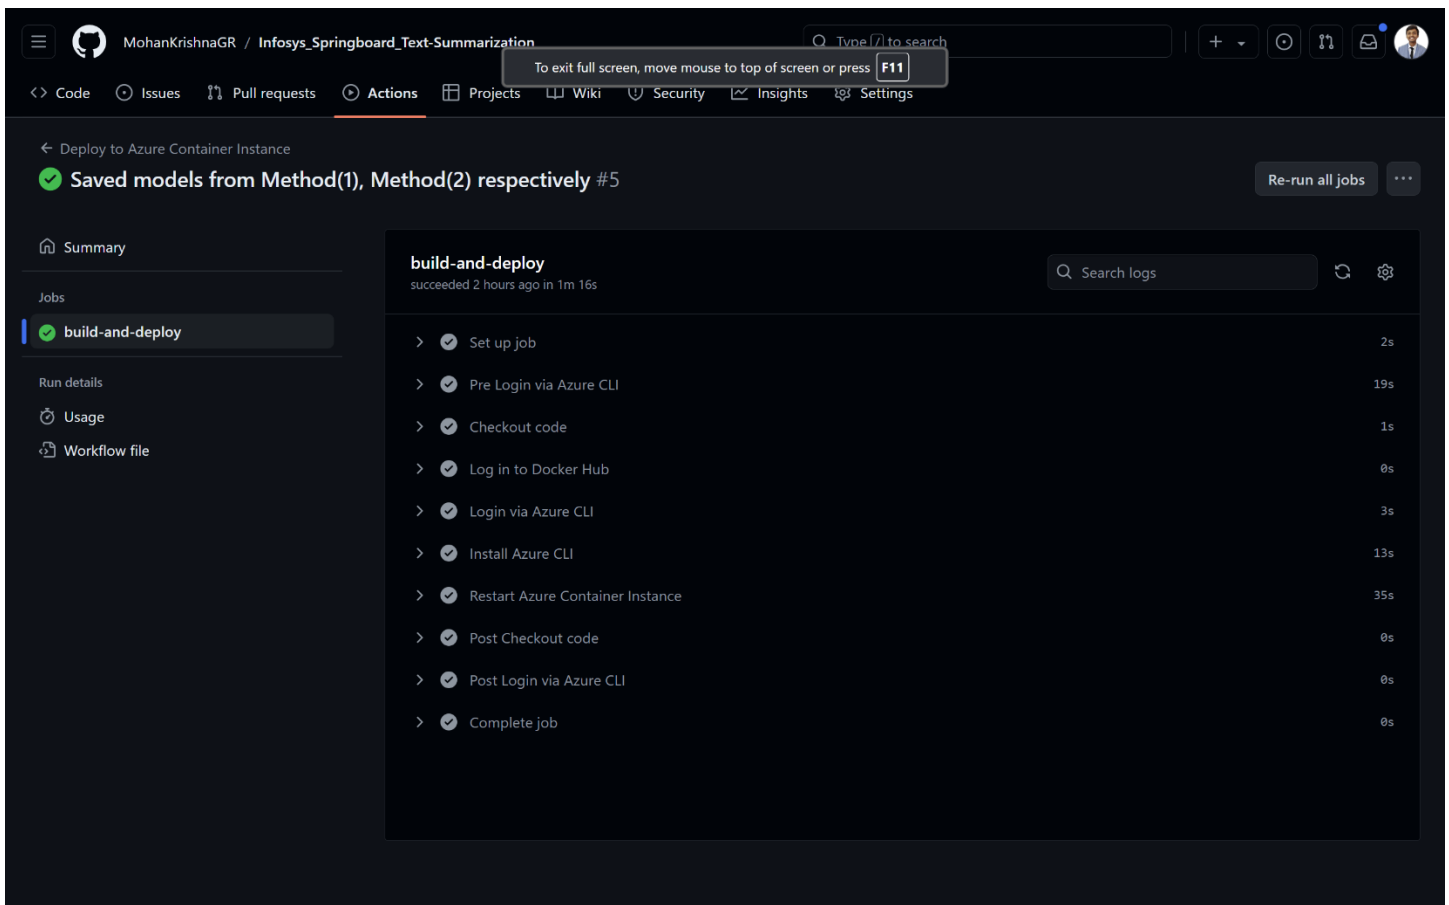 MohanKrishnaGR / Infosys_Springboard_Text-Summarization
Type / to search
To exit full screen, move mouse to top of screen or press F11
Code Issues Pull requests Actions Projects Wiki Security Insights Settings
Deploy to Azure Container Instance
Saved models from Method(1), Method(2) respectively #5
Re-run all jobs
Summary
Jobs
build-and-deploy
Run details
Usage
Workflow file
build-and-deploy
succeeded 2 hours ago in 1m 16s
Search logs
Set up job 2s
Pre Login via Azure CLI 19s
Checkout code 1s
Log in to Docker Hub 0s
Login via Azure CLI 3s
Install Azure CLI 13s
Restart Azure Container Instance 35s
Post Checkout code 0s
Post Login via Azure CLI 0s
Complete job 0s